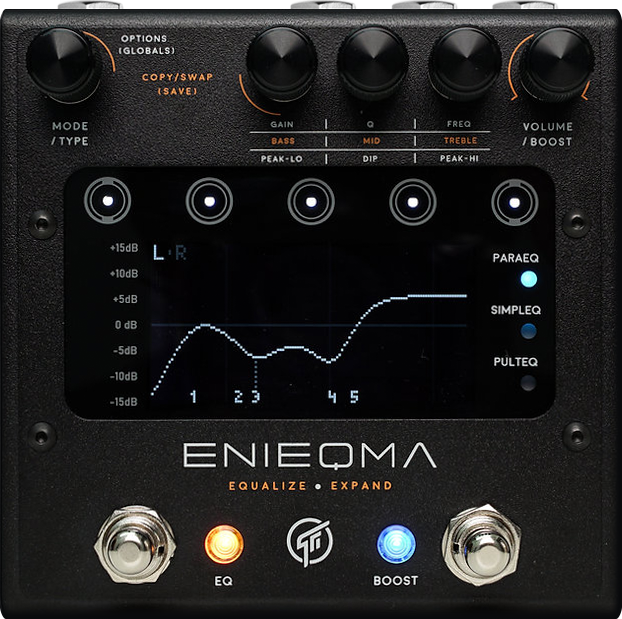 OPTIONS
(GLOBALS)
COPY/SWAP
(SAVE)
MODE
/TYPE
GAIN Q FREQ
BASS MID TREBLE
PEAK-LO DIP PEAK-HI
VOLUME
/BOOST
+15dB
+10dB
+5dB
0 dB
-5dB
-10dB
-15dB
L·R
1 2 3 4 5
PARAEQ
SIMPLEQ
PULTEQ
ENIEQMA
EQUALIZE • EXPAND
EQ
BOOST